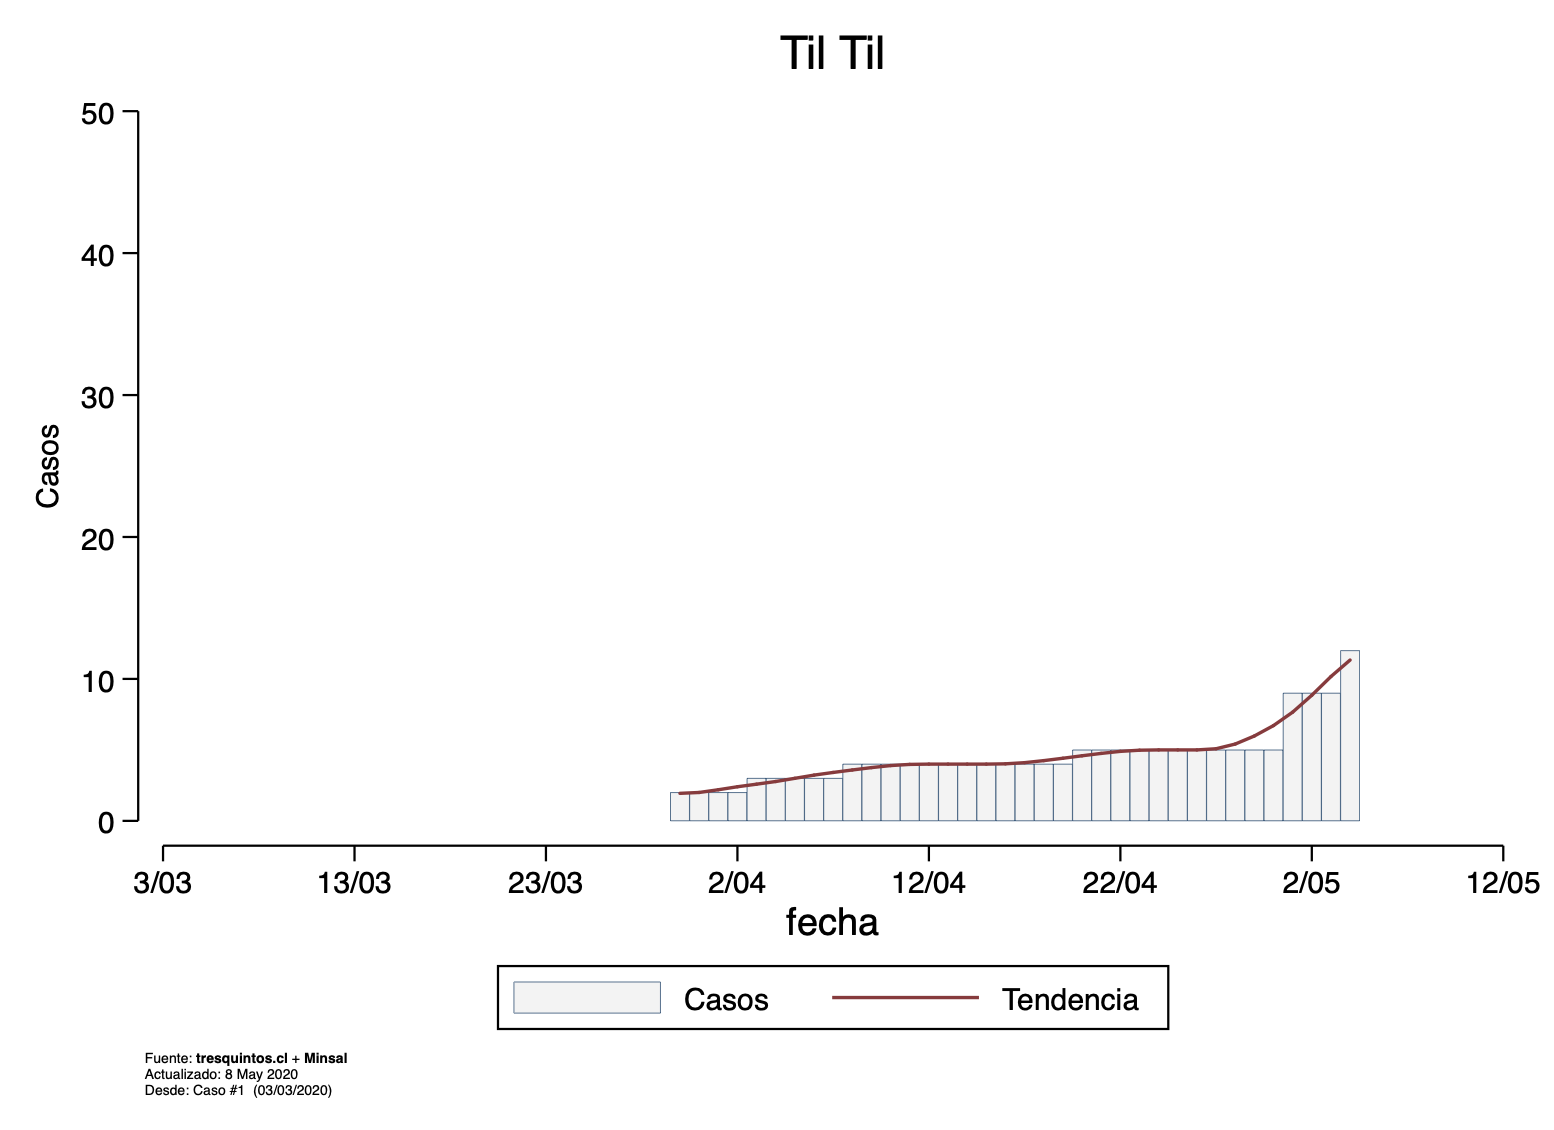 Til Til
50
40
30
20
10
0
Casos
3/03 13/03 23/03 2/04 12/04 22/04 2/05 12/05
fecha
Casos Tendencia
Fuente: tresquintos.cl + Minsal
Actualizado: 8 May 2020
Desde: Caso #1 (03/03/2020)